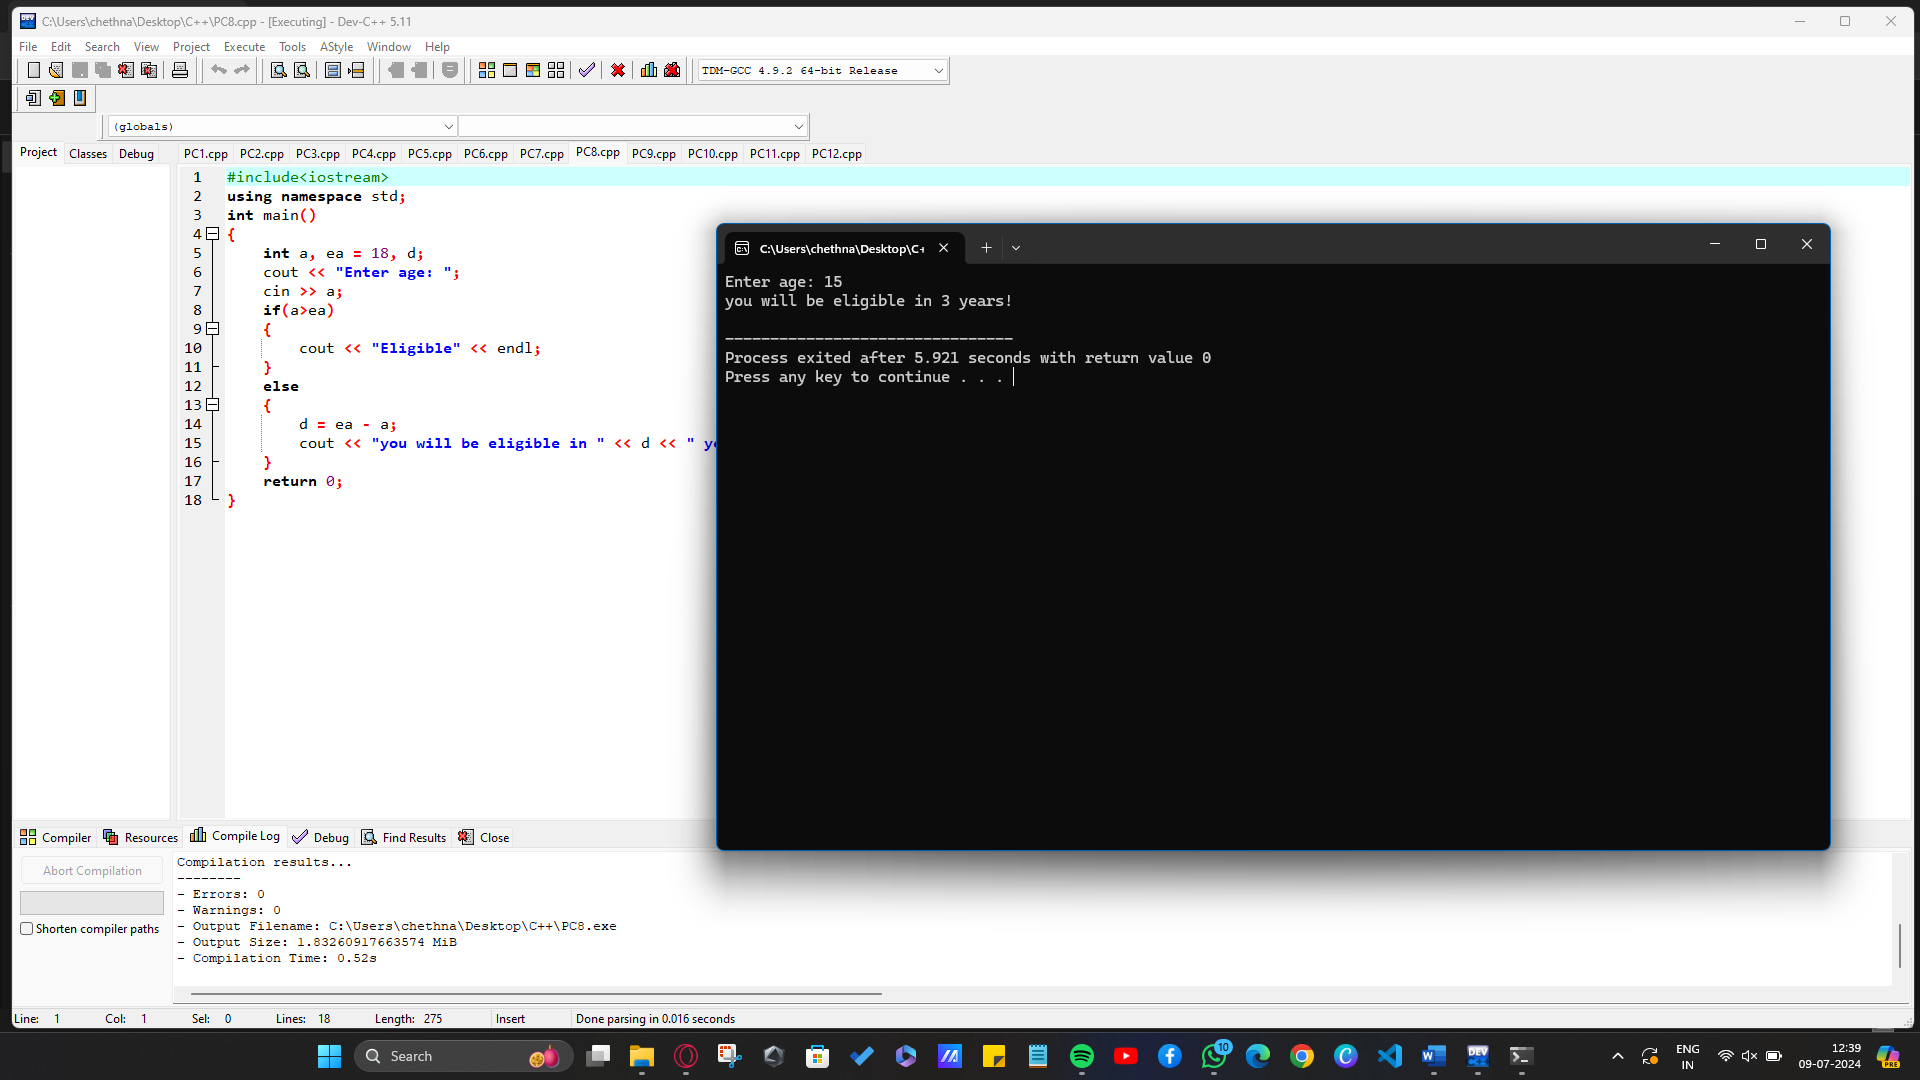 C:\Users\chethna\Desktop\C++\PC8.cpp - [Executing] - Dev-C++ 5.11
File Edit Search View Project Execute Tools AStyle Window Help
TDM-GCC 4.9.2 64-bit Release
(globals)
Project Classes Debug
PC1.cpp PC2.cpp PC3.cpp PC4.cpp PC5.cpp PC6.cpp PC7.cpp PC8.cpp PC9.cpp PC10.cpp PC11.cpp PC12.cpp
1 #include<iostream>
2 using namespace std;
3 int main()
4 {
5 int a, ea = 18, d;
6 cout << "Enter age: ";
7 cin >> a;
8 if(a>ea)
9 {
10 cout << "Eligible" << endl;
11 }
12 else
13 {
14 d = ea - a;
15 cout << "you will be eligible in " << d << " ye
16 }
17 return 0;
18 }
C:\Users\chethna\Desktop\C+
Enter age: 15
you will be eligible in 3 years!
--------------------------------
Process exited after 5.921 seconds with return value 0
Press any key to continue . . .
Compiler Resources Compile Log Debug Find Results Close
Abort Compilation
Shorten compiler paths
Compilation results...
--------
- Errors: 0
- Warnings: 0
- Output Filename: C:\Users\chethna\Desktop\C++\PC8.exe
- Output Size: 1.83260917663574 MiB
- Compilation Time: 0.52s
Line: 1 Col: 1 Sel: 0 Lines: 18 Length: 275 Insert Done parsing in 0.016 seconds
Search
10
DEV
ENG
IN
12:39
09-07-2024
PRE